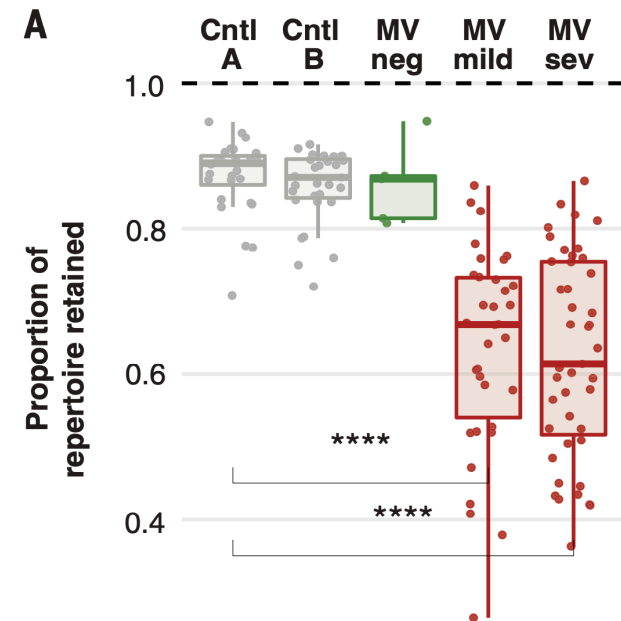 A
Cntl A
Cntl B
MV neg
MV mild
MV sev
1.0
0.8
0.6
0.4
Proportion of
repertoire retained
****
****